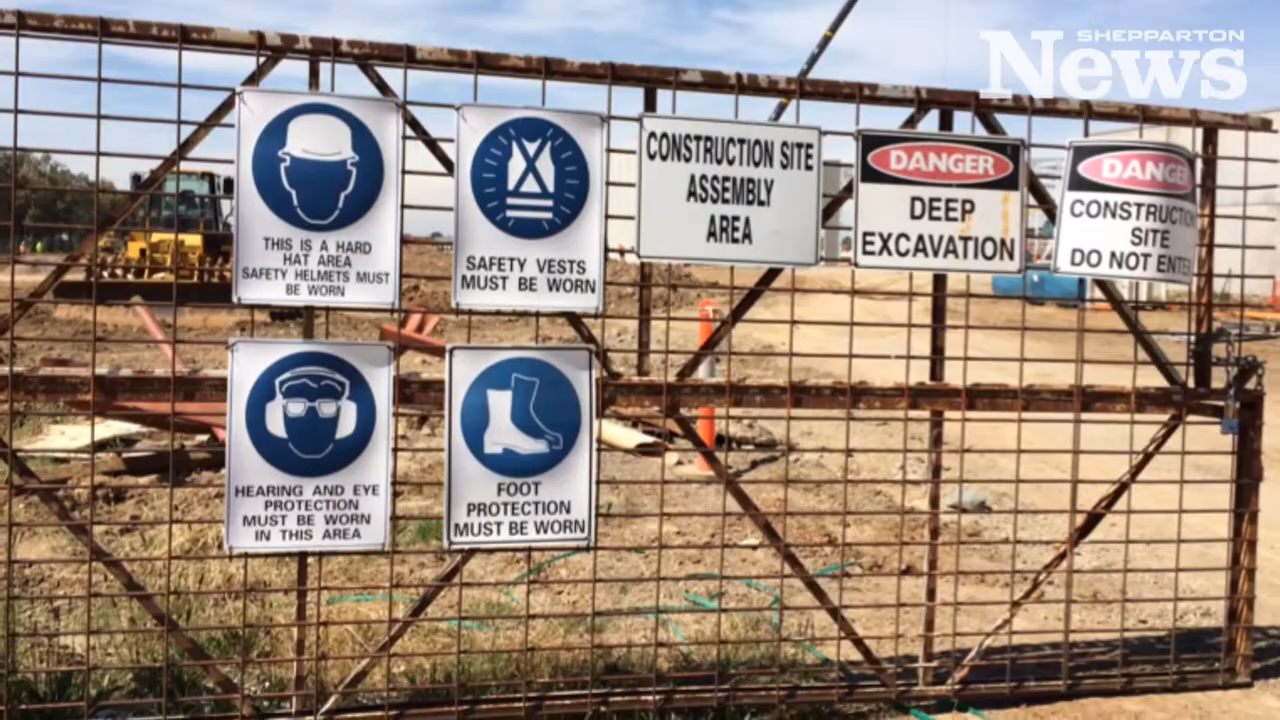 SHEPPARTON
News
THIS IS A HARD
HAT AREA
SAFETY HELMETS MUST
BE WORN
SAFETY VESTS
MUST BE WORN
CONSTRUCTION SITE
ASSEMBLY
AREA
DANGER
DEEP
EXCAVATION
DANGER
CONSTRUCTION
SITE
DO NOT ENTER
HEARING AND EYE
PROTECTION
MUST BE WORN
IN THIS AREA
FOOT
PROTECTION
MUST BE WORN